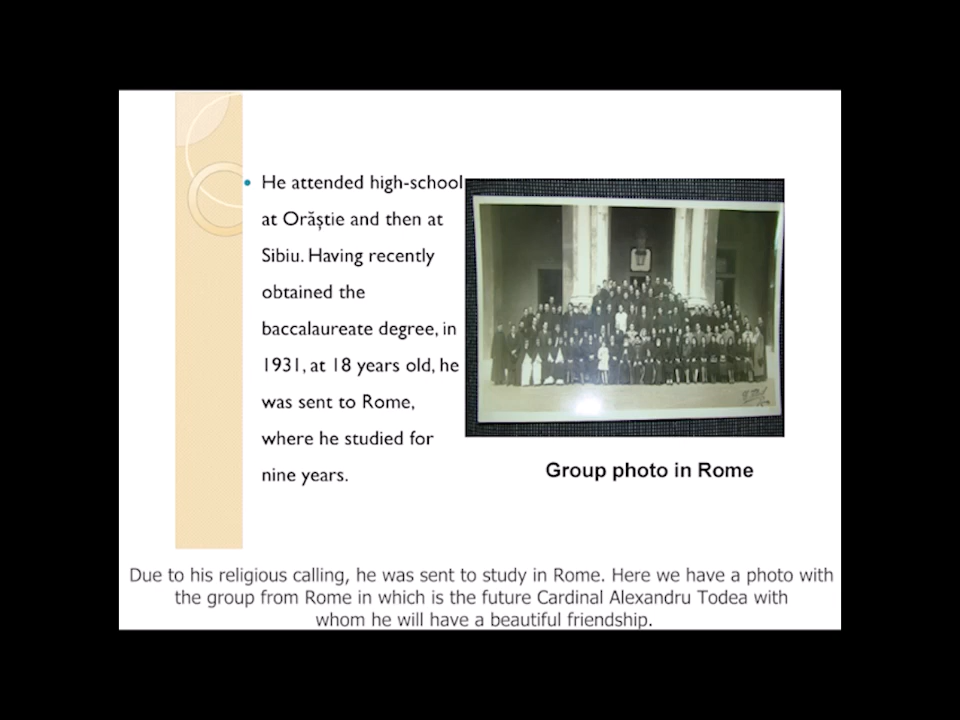 He attended high-school
at Orăștie and then at
Sibiu. Having recently
obtained the
baccalaureate degree, in
1931, at 18 years old, he
was sent to Rome,
where he studied for
nine years.
Group photo in Rome
Due to his religious calling, he was sent to study in Rome. Here we have a photo with
the group from Rome in which is the future Cardinal Alexandru Todea with
whom he will have a beautiful friendship.